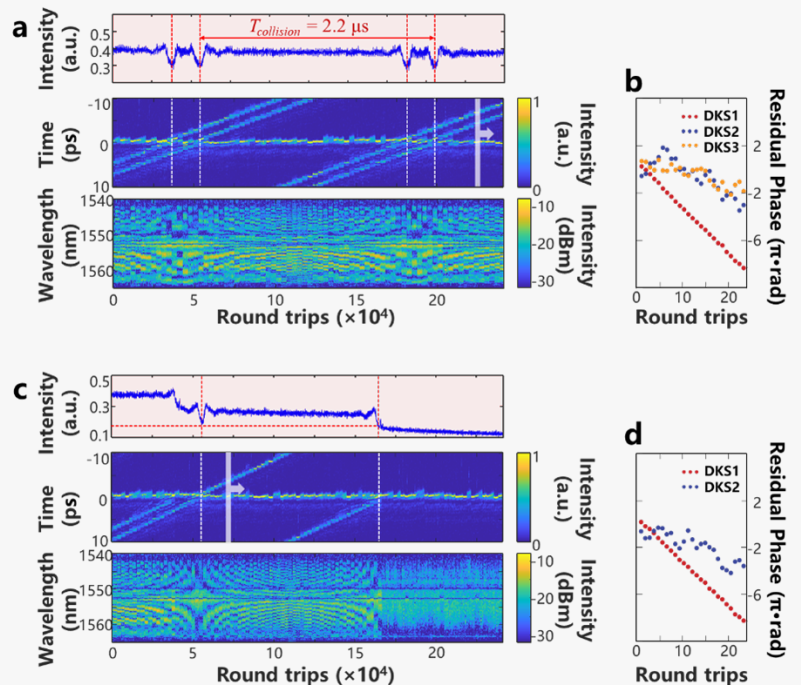 a
Intensity (a.u.)
0.5
0.4
0.3
T_collision = 2.2 μs
Time (ps)
-10
0
10
1
0
Intensity (a.u.)
Wavelength (nm)
1540
1550
1560
-10
-20
-30
Intensity (dBm)
0 5 10 15 20
Round trips (×10⁴)
b
DKS1
DKS2
DKS3
2
-2
-6
Residual Phase (π•rad)
0 10 20
Round trips
c
Intensity (a.u.)
0.5
0.3
0.1
Time (ps)
-10
0
10
1
0
Intensity (a.u.)
Wavelength (nm)
1540
1550
1560
-10
-20
-30
Intensity (dBm)
0 5 10 15 20
Round trips (×10⁴)
d
DKS1
DKS2
2
-2
-6
Residual Phase (π•rad)
0 10 20
Round trips